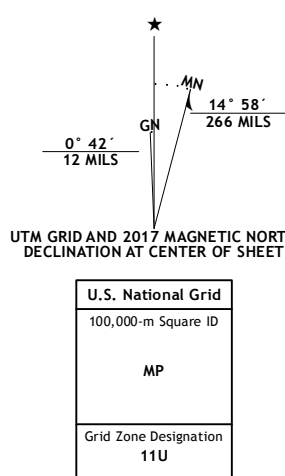 ★
MN
14° 58´
266 MILS
GN
0° 42´
12 MILS
UTM GRID AND 2017 MAGNETIC NORT
DECLINATION AT CENTER OF SHEET
U.S. National Grid
100,000-m Square ID
MP
Grid Zone Designation
11U